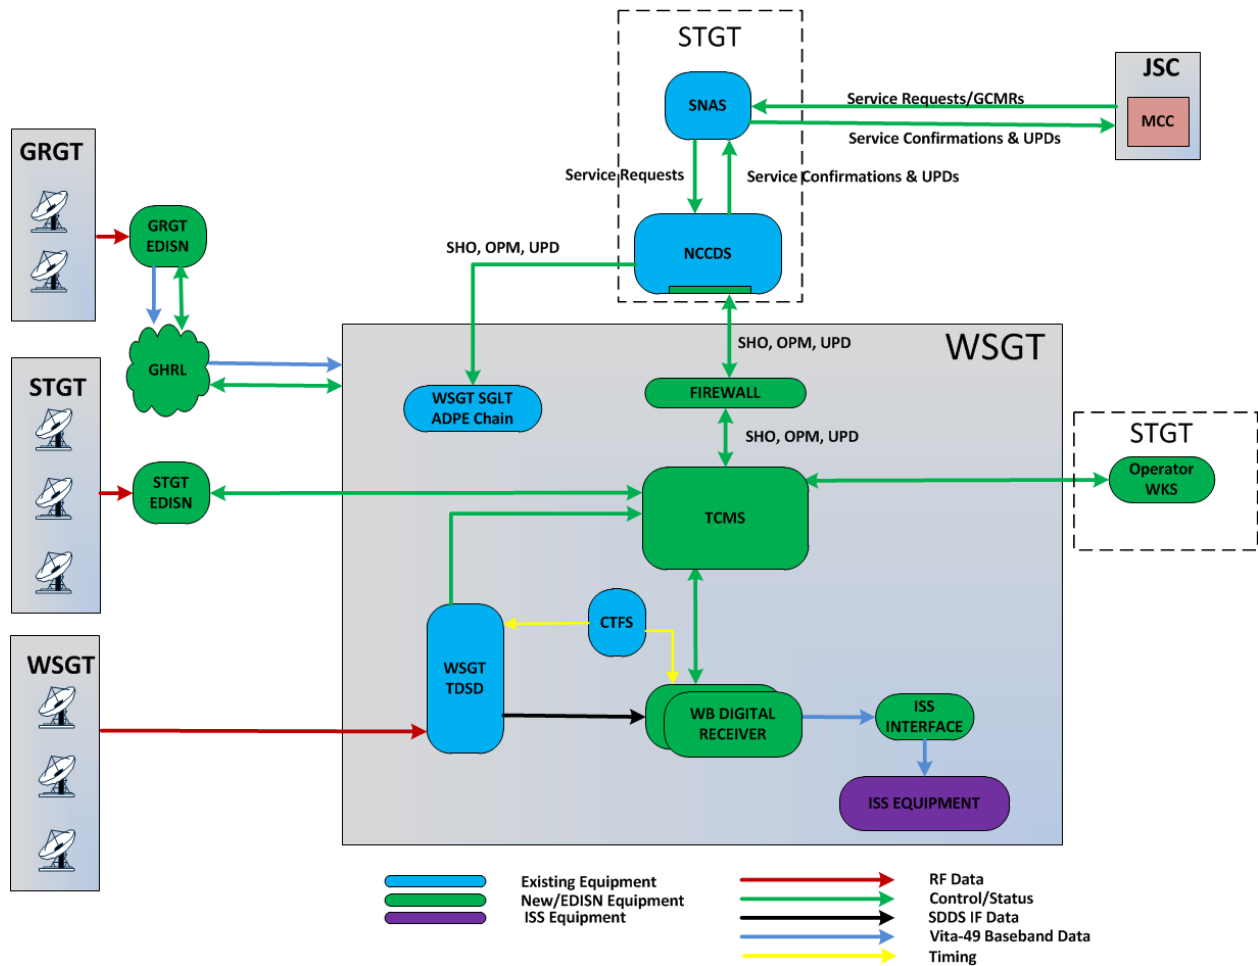 STGT
JSC
SNAS
Service Requests/GCMRs
MCC
Service Confirmations & UPDs
GRGT
Service Requests
Service Confirmations & UPDs
GRGT
EDISN
SHO, OPM, UPD
NCCDS
WSGT
SHO, OPM, UPD
GHRL
STGT
WSGT SGLT
ADPE Chain
FIREWALL
SHO, OPM, UPD
STGT
Operator
WKS
STGT
EDISN
TCMS
CTFS
WSGT
WSGT
TDSD
WB DIGITAL
RECEIVER
ISS
INTERFACE
ISS EQUIPMENT
Existing Equipment
New/EDISN Equipment
ISS Equipment
RF Data
Control/Status
SDDS IF Data
Vita-49 Baseband Data
Timing